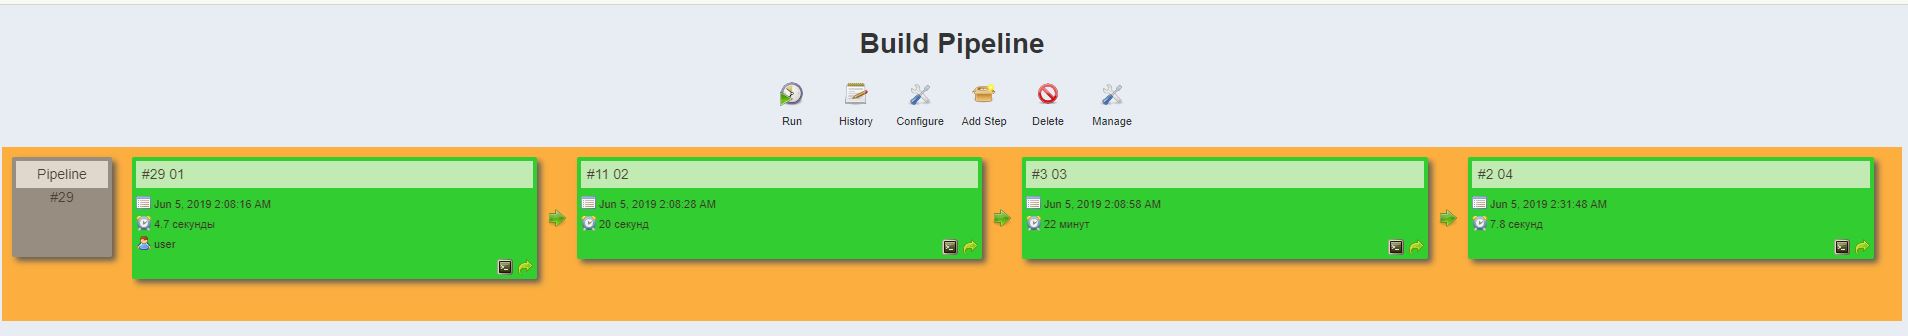 Build Pipeline
Run
History
Configure
Add Step
Delete
Manage
Pipeline
#29
#29 01
Jun 5, 2019 2:08:16 AM
4.7 секунды
user
#11 02
Jun 5, 2019 2:08:28 AM
20 секунд
#3 03
Jun 5, 2019 2:08:58 AM
22 минут
#2 04
Jun 5, 2019 2:31:48 AM
7.8 секунд